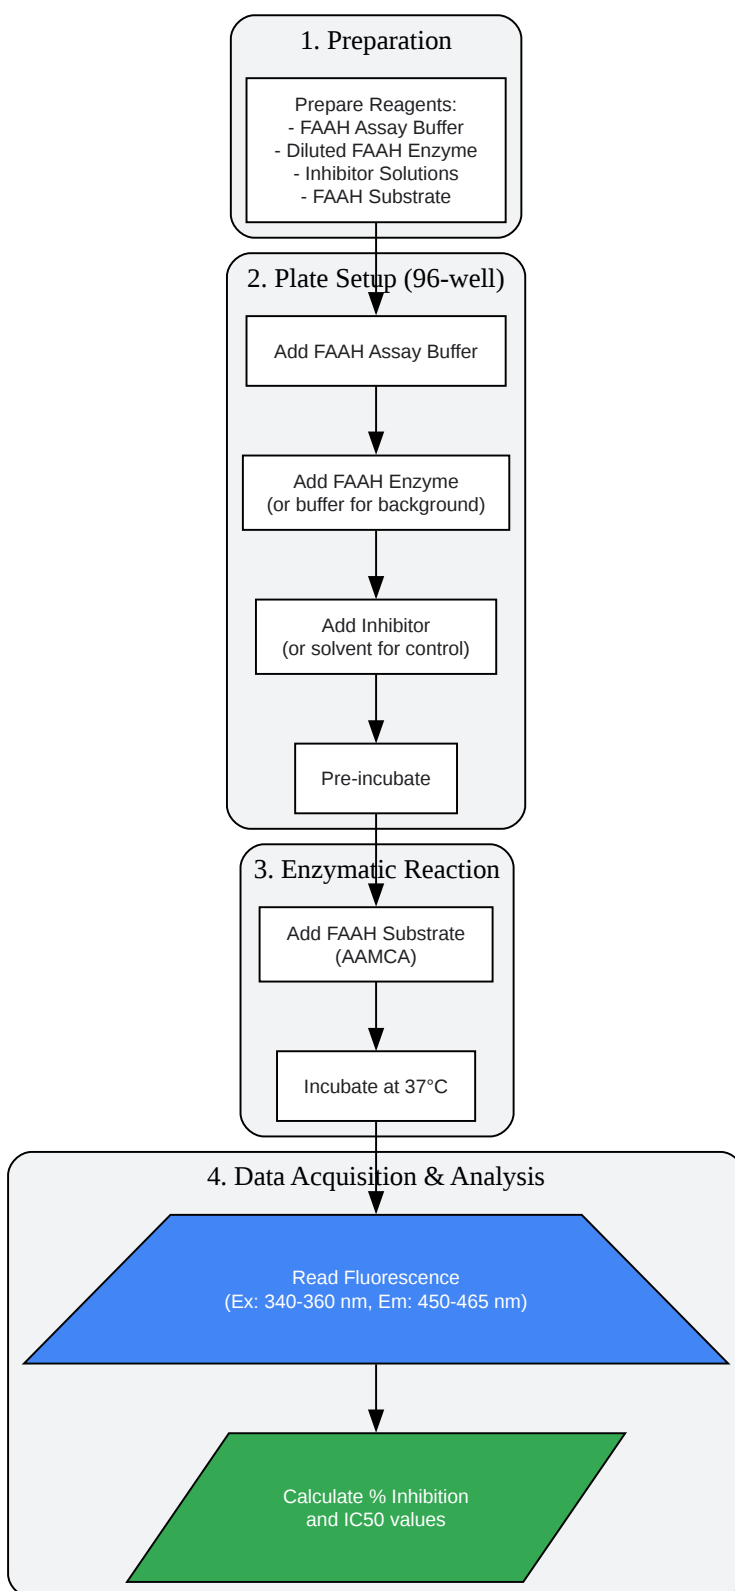 1. Preparation
Prepare Reagents:
- FAAH Assay Buffer
- Diluted FAAH Enzyme
- Inhibitor Solutions
- FAAH Substrate
2. Plate Setup (96-well)
Add FAAH Assay Buffer
Add FAAH Enzyme
(or buffer for background)
Add Inhibitor
(or solvent for control)
Pre-incubate
3. Enzymatic Reaction
Add FAAH Substrate
(AAMCA)
Incubate at 37°C
4. Data Acquisition & Analysis
Read Fluorescence
(Ex: 340-360 nm, Em: 450-465 nm)
Calculate % Inhibition
and IC50 values